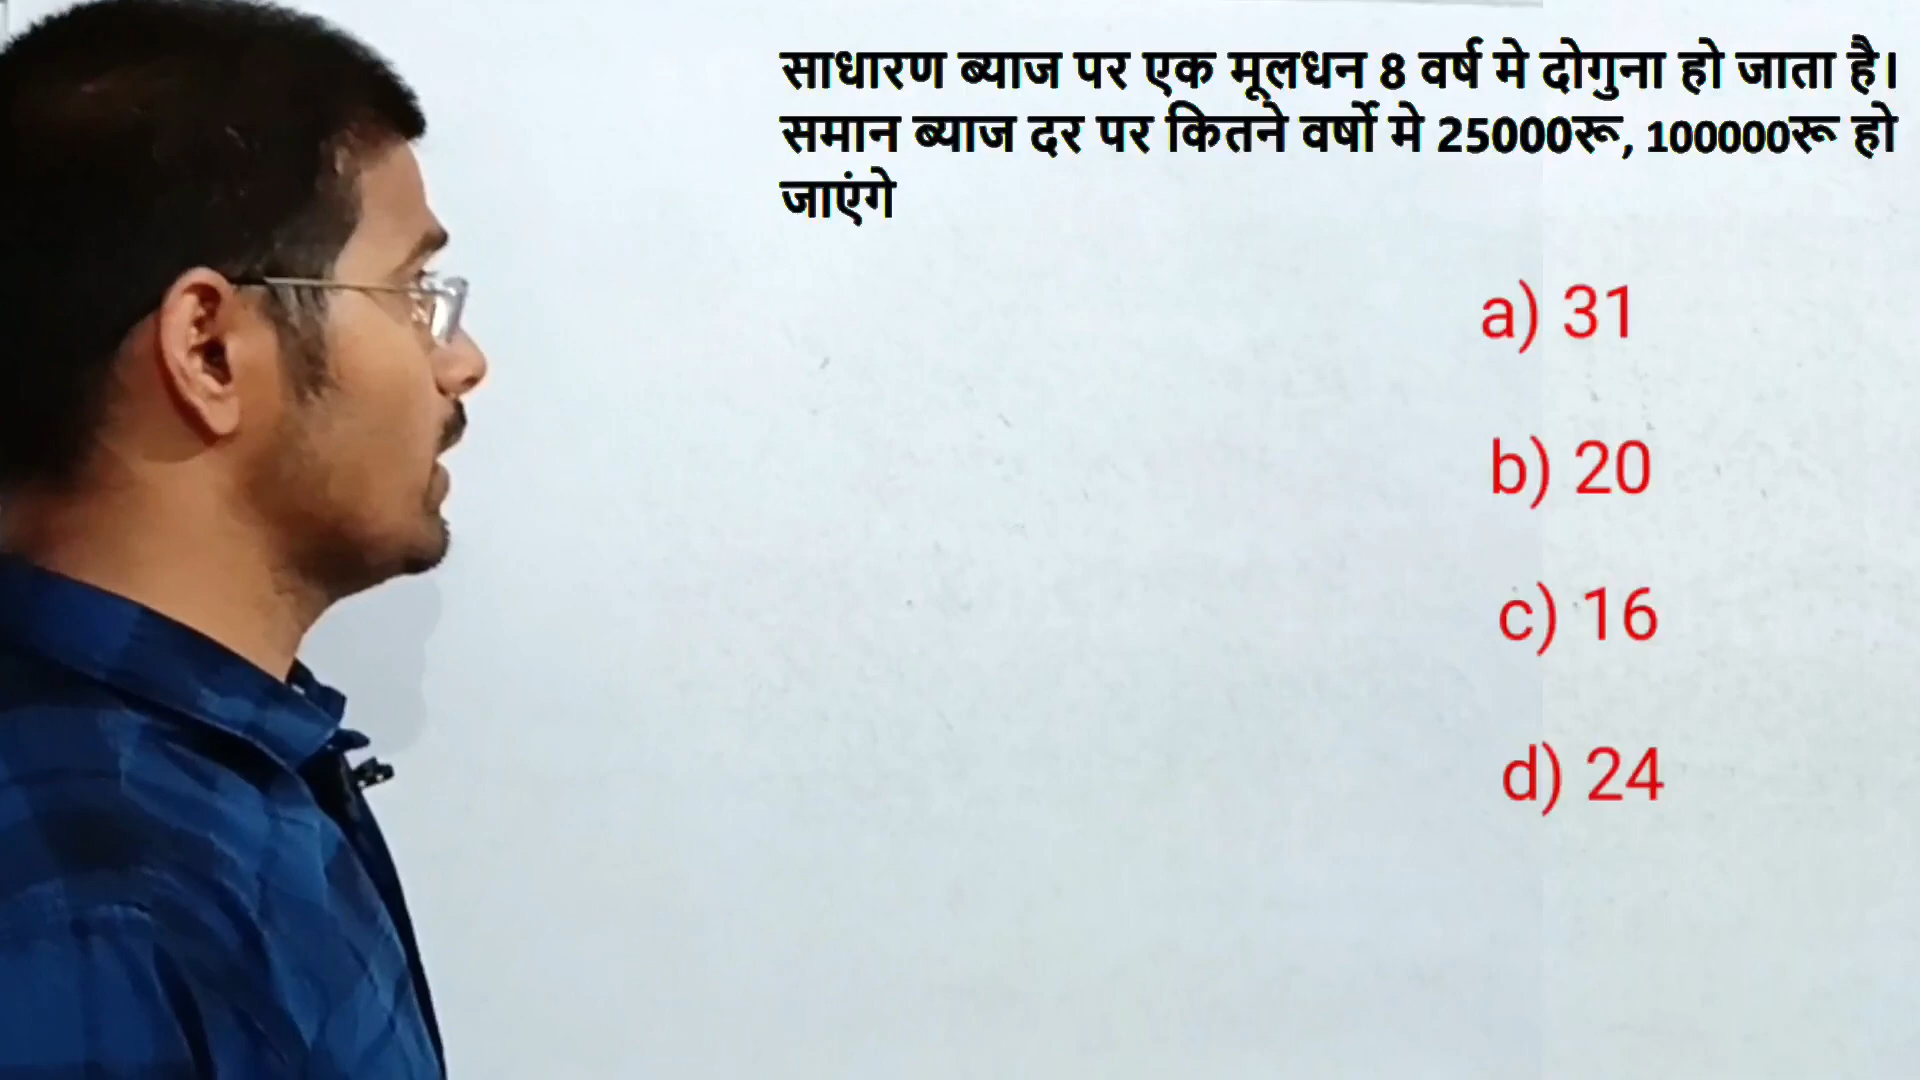 साधारण ब्याज पर एक मूलधन 8 वर्ष मे दोगुना हो जाता है।
समान ब्याज दर पर कितने वर्षो मे 25000रू, 100000रू हो
जाएंगे
a) 31
b) 20
c) 16
d) 24